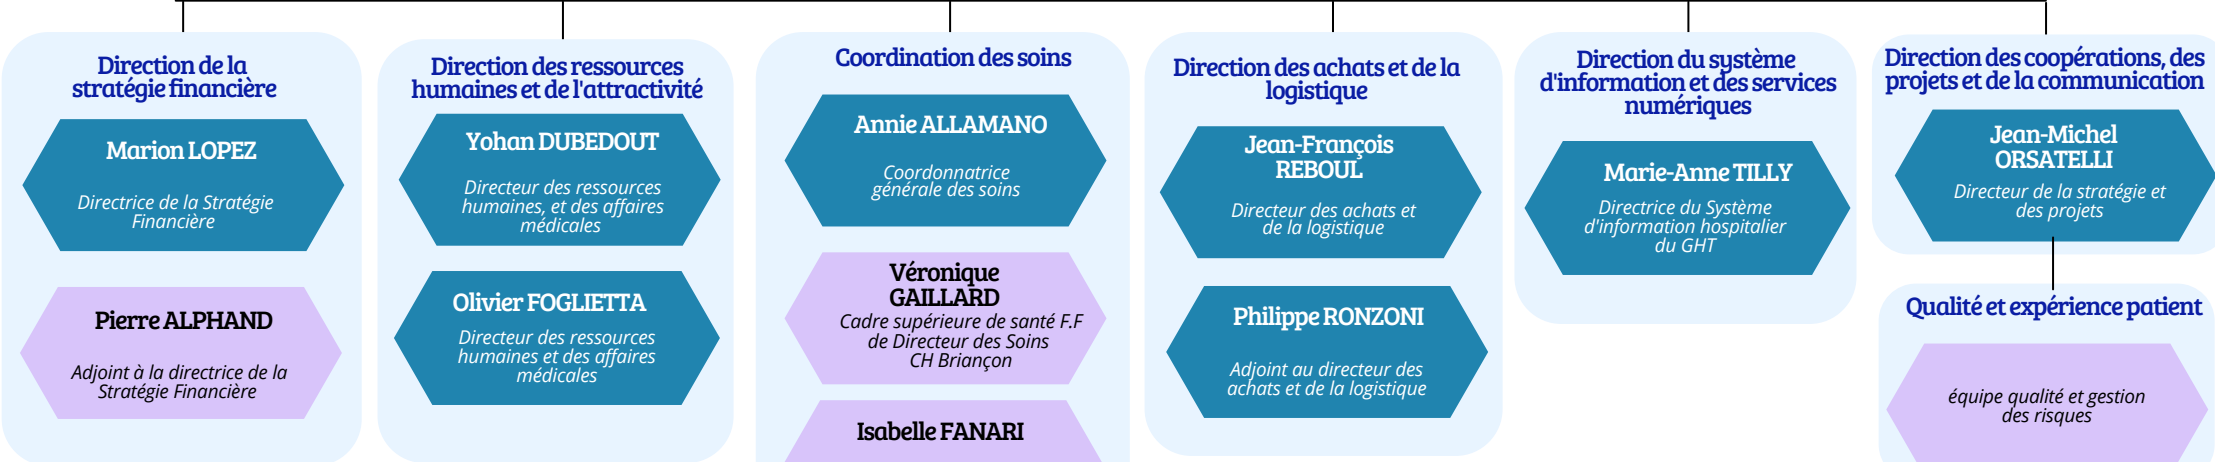 Direction de la
stratégie financière
Marion LOPEZ
Directrice de la Stratégie
Financière
Pierre ALPHAND
Adjoint à la directrice de la
Stratégie Financière
Direction des ressources
humaines et de l'attractivité
Yohan DUBEDOUT
Directeur des ressources
humaines, et des affaires
médicales
Olivier FOGLIETTA
Directeur des ressources
humaines et des affaires
médicales
Coordination des soins
Annie ALLAMANO
Coordonnatrice
générale des soins
Véronique
GAILLARD
Cadre supérieure de santé F.F
de Directeur des Soins
CH Briançon
Isabelle FANARI
Direction des achats et de la
logistique
Jean-François
REBOUL
Directeur des achats et
de la logistique
Philippe RONZONI
Adjoint au directeur des
achats et de la logistique
Direction du système
d'information et des services
numériques
Marie-Anne TILLY
Directrice du Système
d'information hospitalier
du GHT
Direction des coopérations, des
projets et de la communication
Jean-Michel
ORSATELLI
Directeur de la stratégie et
des projets
Qualité et expérience patient
équipe qualité et gestion
des risques